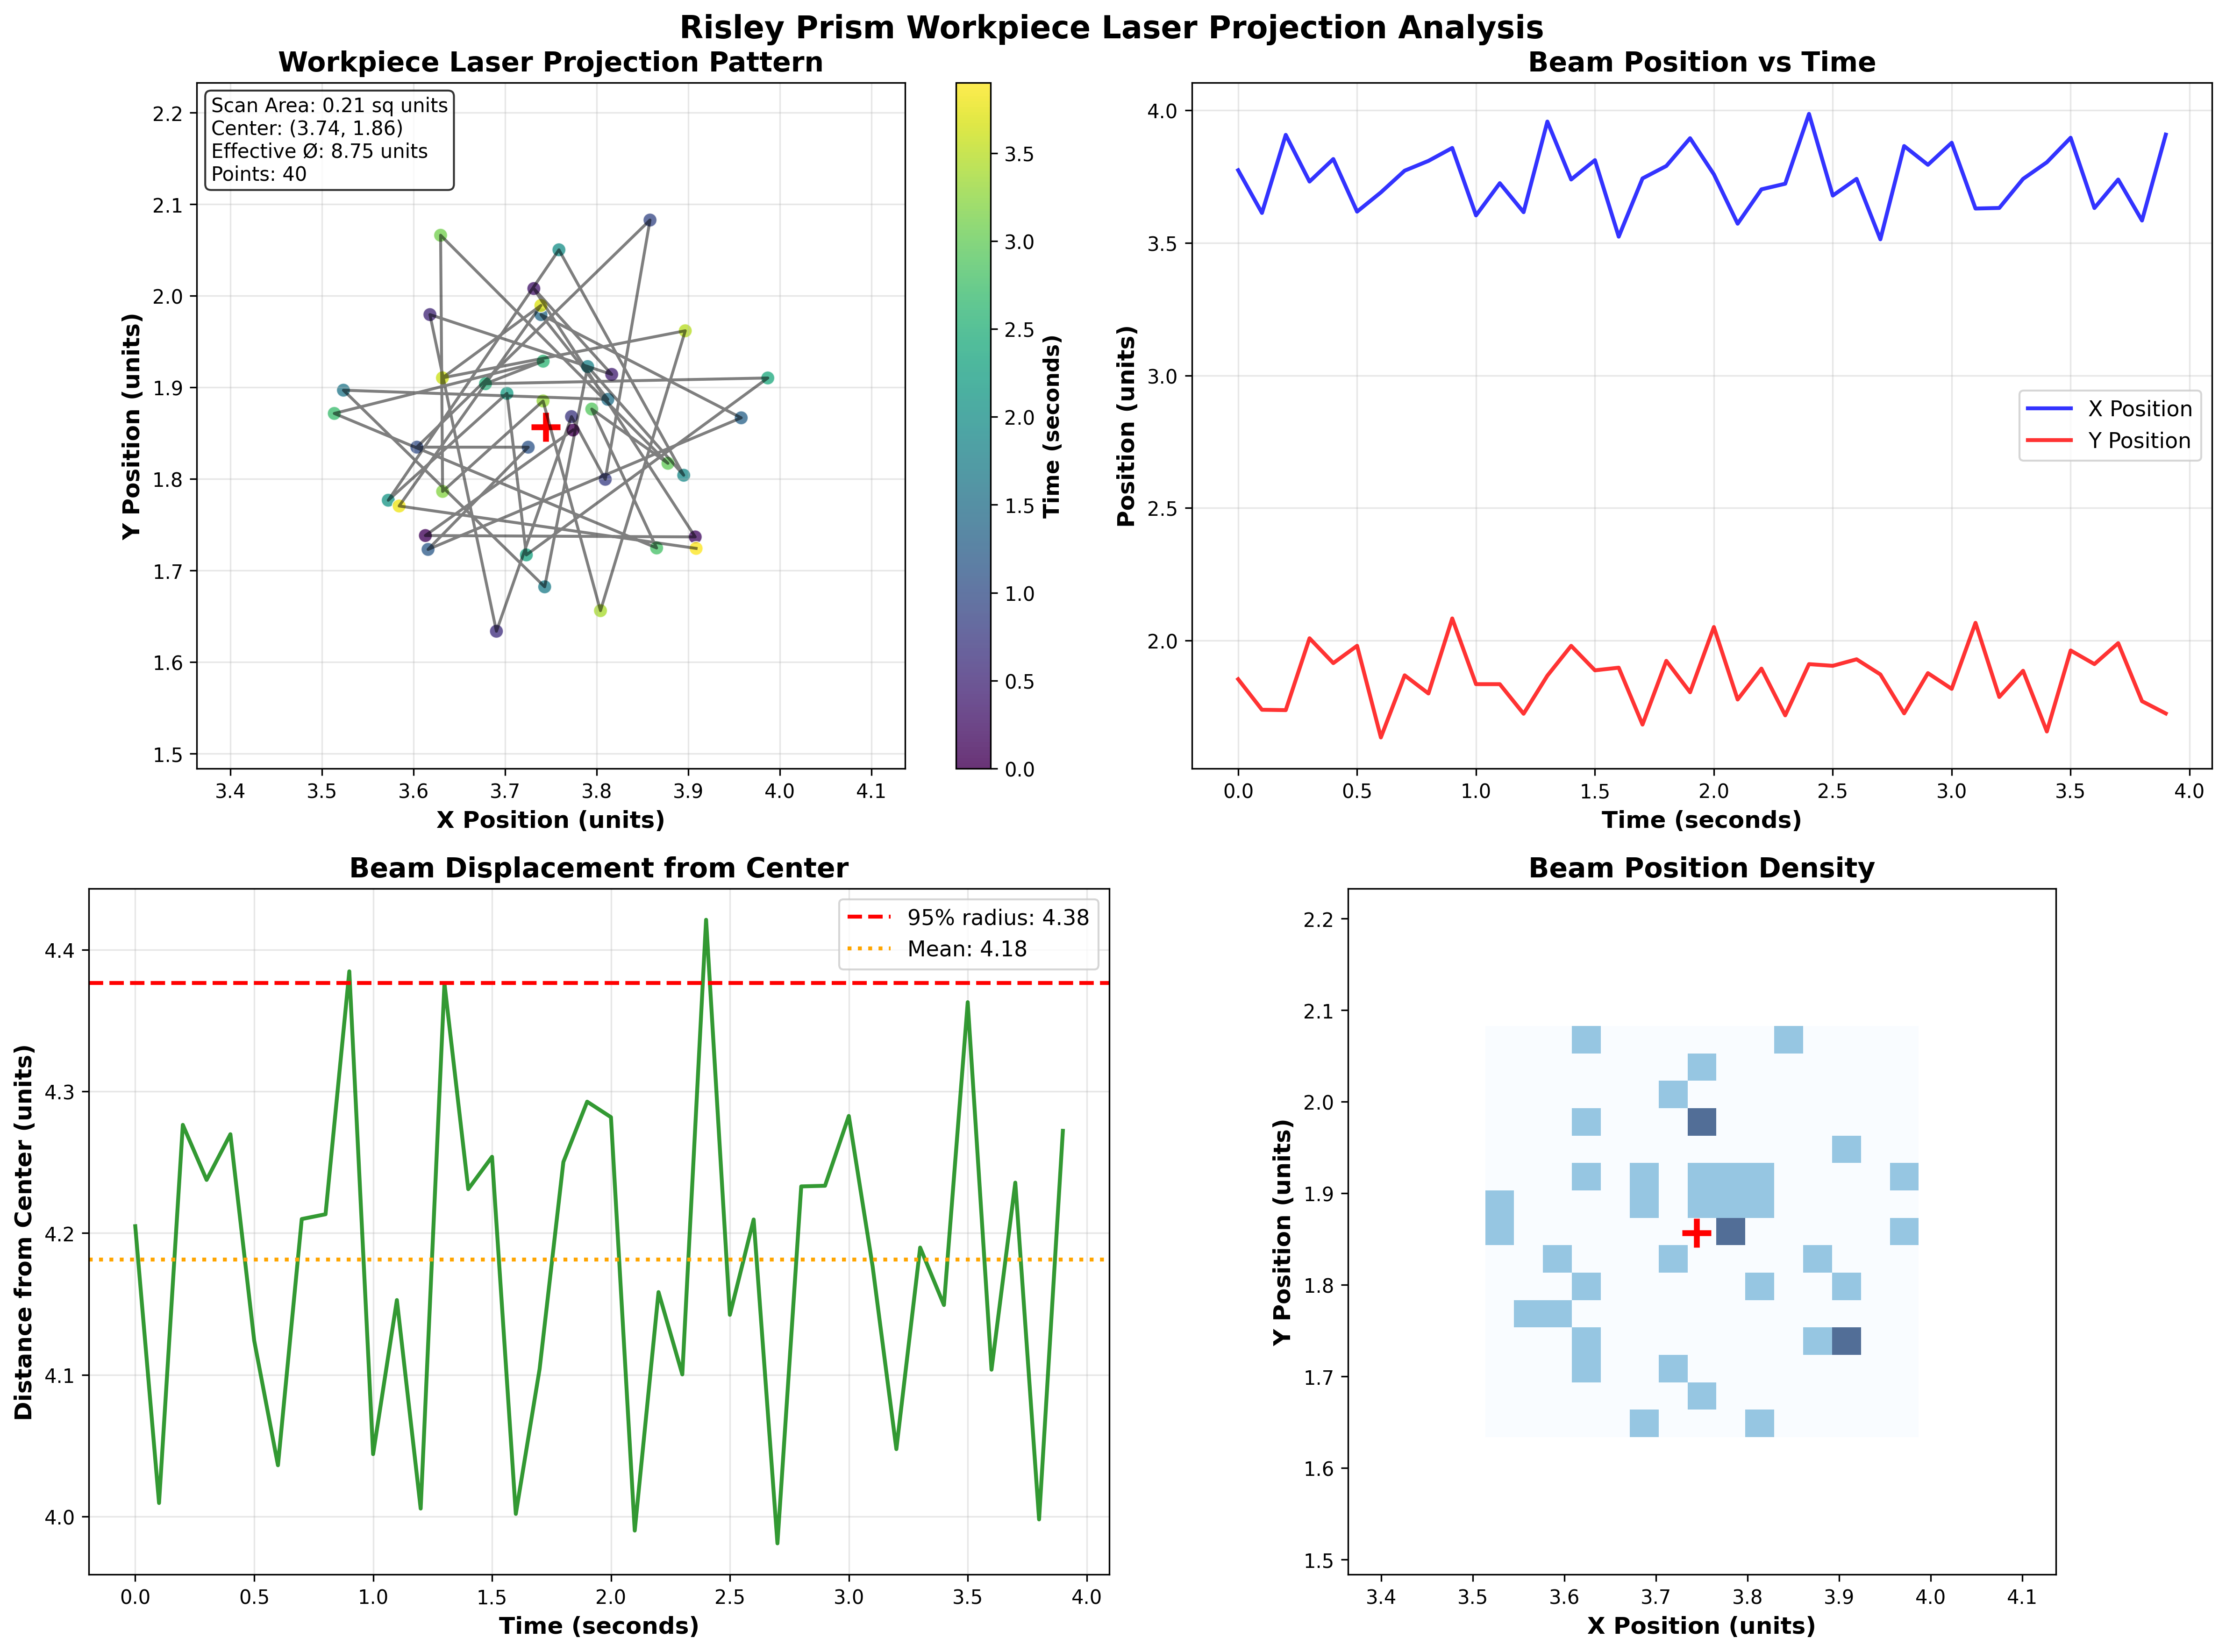 Risley Prism Workpiece Laser Projection Analysis
Workpiece Laser Projection Pattern
Scan Area: 0.21 sq units
Center: (3.74, 1.86)
Effective Ø: 8.75 units
Points: 40
2.2
2.1
2.0
1.9
1.8
1.7
1.6
1.5
Y Position (units)
3.4 3.5 3.6 3.7 3.8 3.9 4.0 4.1
X Position (units)
3.5
3.0
2.5
2.0
1.5
1.0
0.5
0.0
Time (seconds)
Beam Position vs Time
4.0
3.5
3.0
2.5
2.0
Position (units)
X Position
Y Position
0.0 0.5 1.0 1.5 2.0 2.5 3.0 3.5 4.0
Time (seconds)
Beam Displacement from Center
95% radius: 4.38
Mean: 4.18
4.4
4.3
4.2
4.1
4.0
Distance from Center (units)
0.0 0.5 1.0 1.5 2.0 2.5 3.0 3.5 4.0
Time (seconds)
Beam Position Density
2.2
2.1
2.0
1.9
1.8
1.7
1.6
1.5
Y Position (units)
3.4 3.5 3.6 3.7 3.8 3.9 4.0 4.1
X Position (units)